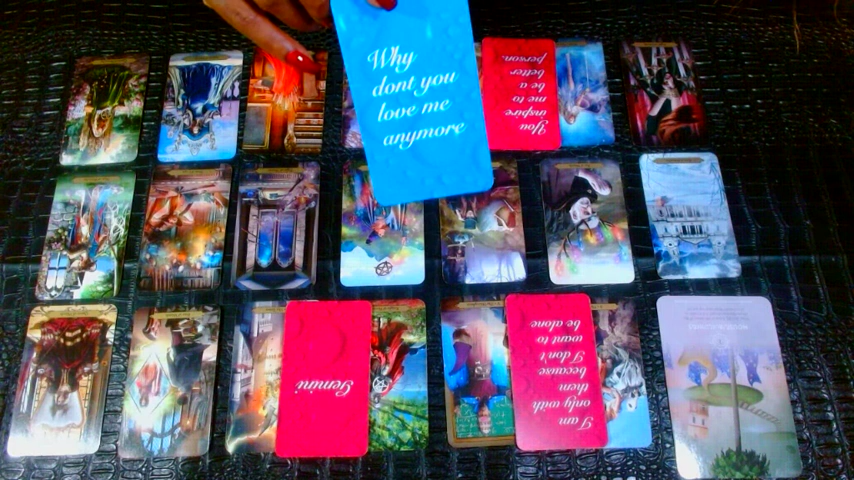 Why
dont you
love me
anymore
You
inspire
me to
be a
better
person.
Gemini
I am
only with
them
because
I don't
want to
be alone